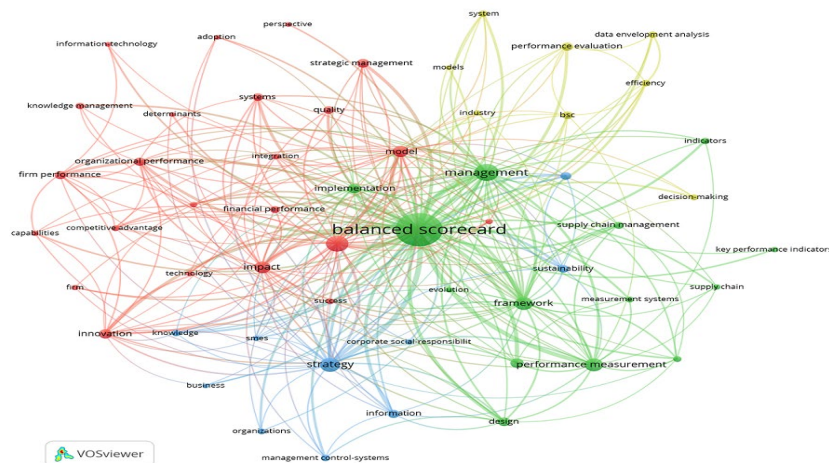 system
perspective
data envelopment analysis
adoption
information technology
performance evaluation
strategic management
models
efficiency
systems
knowledge management
quality
determinants
industry
bsc
indicators
model
integration
organizational performance
firm performance
management
implementation
decision-making
financial performance
competitive advantage
capabilities
balanced scorecard
supply chain management
key performance indicators
impact
technology
sustainability
firm
evolution
supply chain
success
framework
measurement systems
innovation
knowledge
smes
corporate social-responsibilit
strategy
performance measurement
business
information
design
organizations
management control-systems
VOSviewer